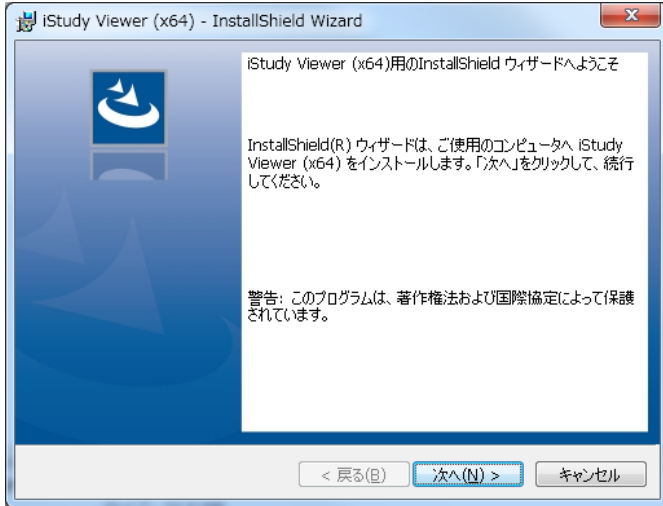 iStudy Viewer (x64) - InstallShield Wizard
iStudy Viewer (x64)用のInstallShield ウィザードへようこそ
InstallShield(R) ウィザードは、ご使用のコンピュータへ iStudy
Viewer (x64) をインストールします。「次へ」をクリックして、続行
してください。
警告: このプログラムは、著作権法および国際協定によって保護
されています。
< 戻る(B)
次へ(N) >
キャンセル